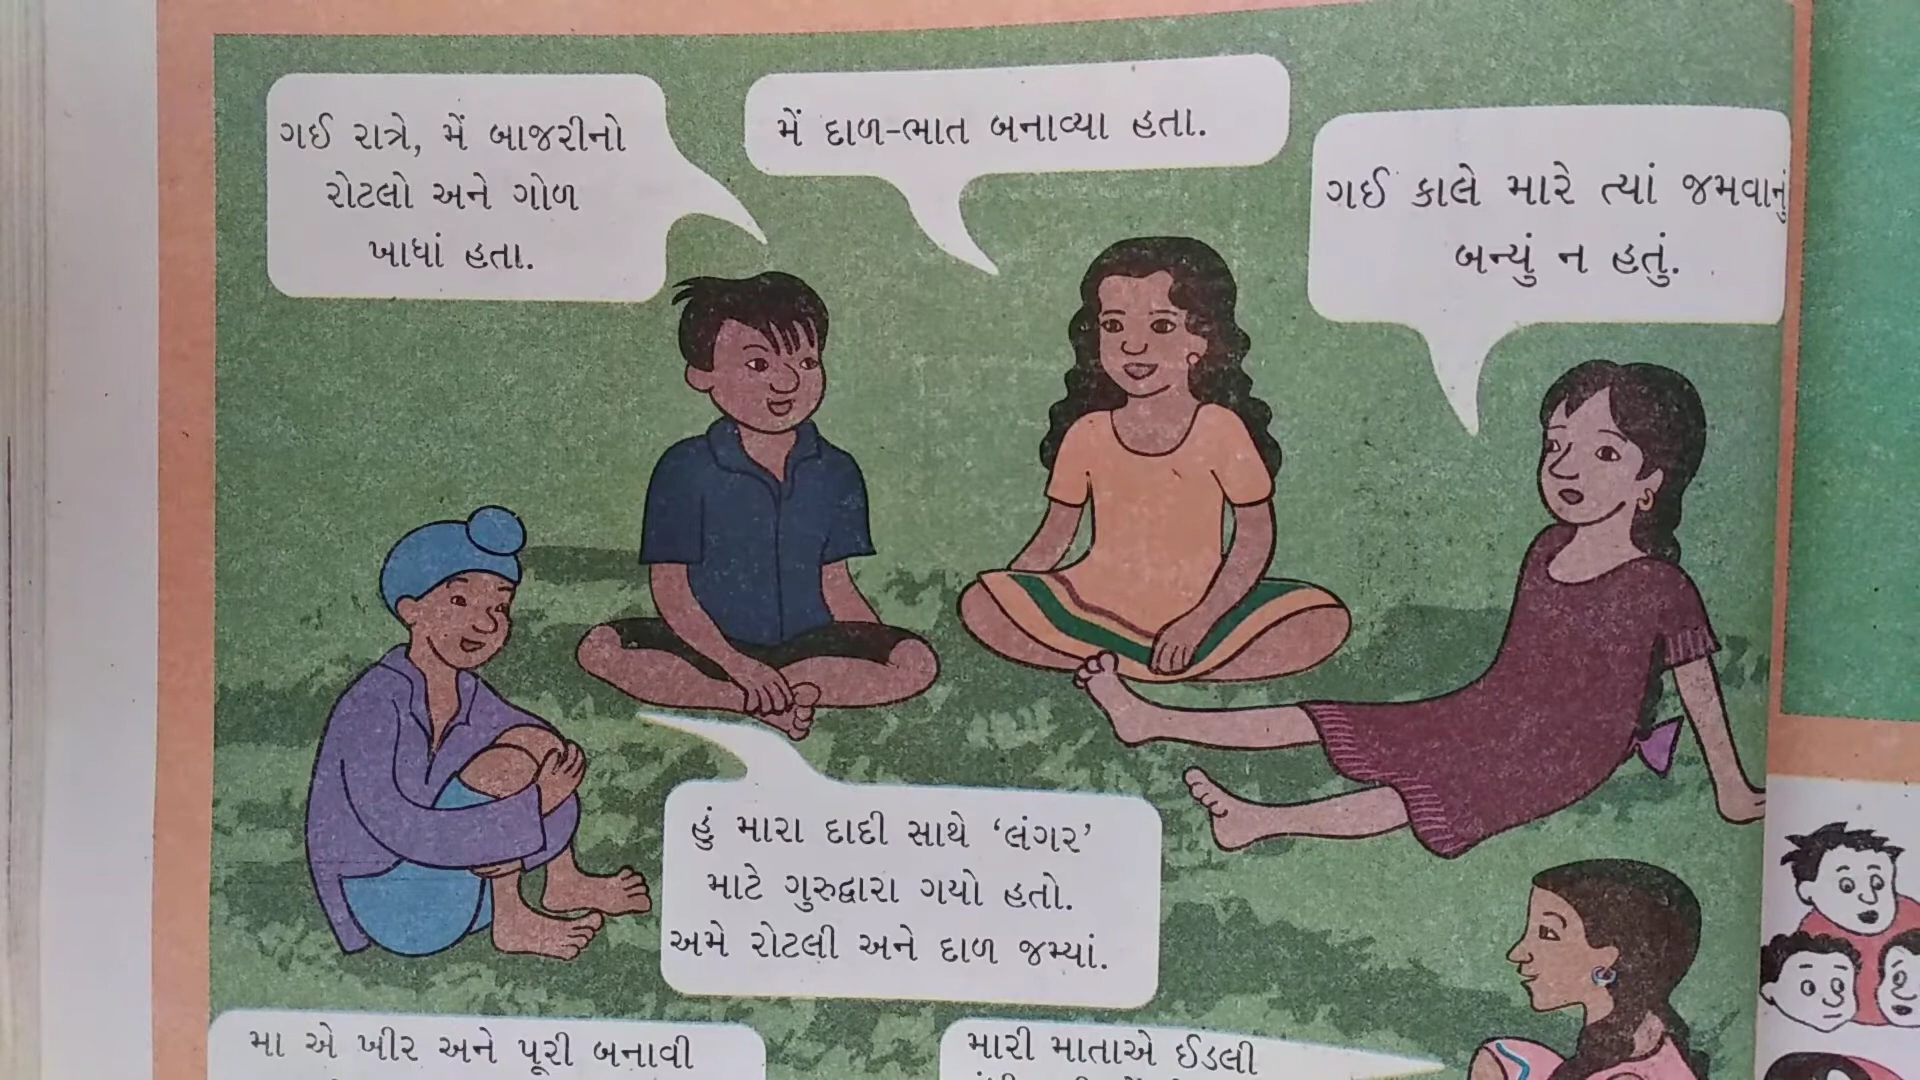 ગઈ રાત્રે, મેં બાજરીનો
રોટલો અને ગોળ
ખાધાં હતા.
મેં દાળ-ભાત બનાવ્યા હતા.
ગઈ કાલે મારે ત્યાં જમવાનું
બન્યું ન હતું.
હું મારા દાદી સાથે ‘લંગર’
માટે ગુરુદ્વારા ગયો હતો.
અમે રોટલી અને દાળ જમ્યાં.
મા એ ખીર અને પૂરી બનાવી
મારી માતાએ ઈડલી